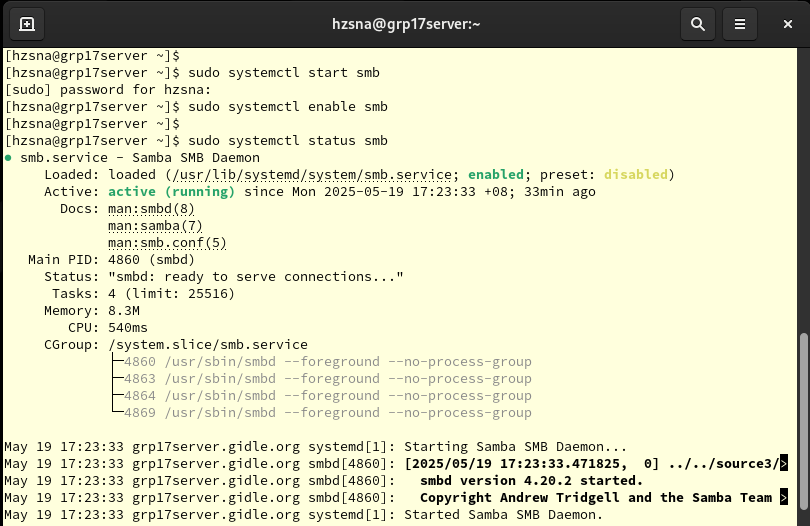 hzsna@grp17server:~
[hzsna@grp17server ~]$
[hzsna@grp17server ~]$ sudo systemctl start smb
[sudo] password for hzsna:
[hzsna@grp17server ~]$ sudo systemctl enable smb
[hzsna@grp17server ~]$
[hzsna@grp17server ~]$ sudo systemctl status smb
● smb.service - Samba SMB Daemon
     Loaded: loaded (/usr/lib/systemd/system/smb.service; enabled; preset: disabled)
     Active: active (running) since Mon 2025-05-19 17:23:33 +08; 33min ago
       Docs: man:smbd(8)
             man:samba(7)
             man:smb.conf(5)
   Main PID: 4860 (smbd)
     Status: "smbd: ready to serve connections..."
      Tasks: 4 (limit: 25516)
     Memory: 8.3M
        CPU: 540ms
     CGroup: /system.slice/smb.service
             ├─4860 /usr/sbin/smbd --foreground --no-process-group
             ├─4863 /usr/sbin/smbd --foreground --no-process-group
             ├─4864 /usr/sbin/smbd --foreground --no-process-group
             └─4869 /usr/sbin/smbd --foreground --no-process-group
May 19 17:23:33 grp17server.gidle.org systemd[1]: Starting Samba SMB Daemon...
May 19 17:23:33 grp17server.gidle.org smbd[4860]: [2025/05/19 17:23:33.471825,  0] ../../source3/>
May 19 17:23:33 grp17server.gidle.org smbd[4860]:   smbd version 4.20.2 started.
May 19 17:23:33 grp17server.gidle.org smbd[4860]:   Copyright Andrew Tridgell and the Samba Team >
May 19 17:23:33 grp17server.gidle.org systemd[1]: Started Samba SMB Daemon.